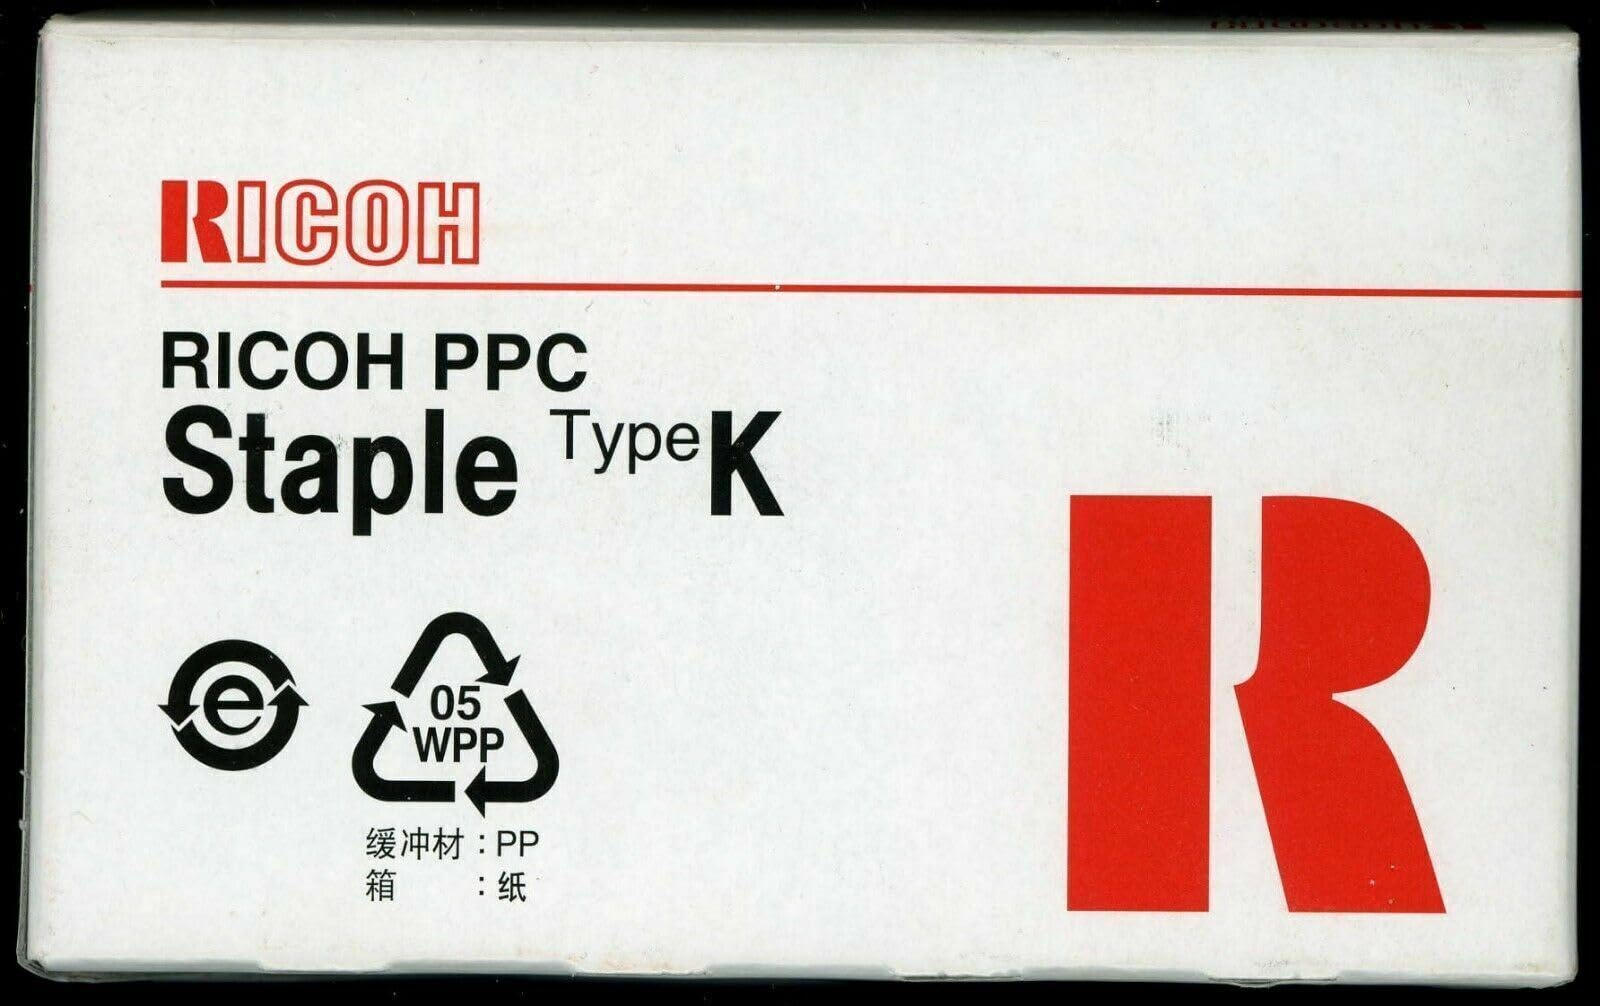 RICOH
RICOH PPC
Staple Type K
e
05
WPP
缓冲材：PP
箱　　：纸
R